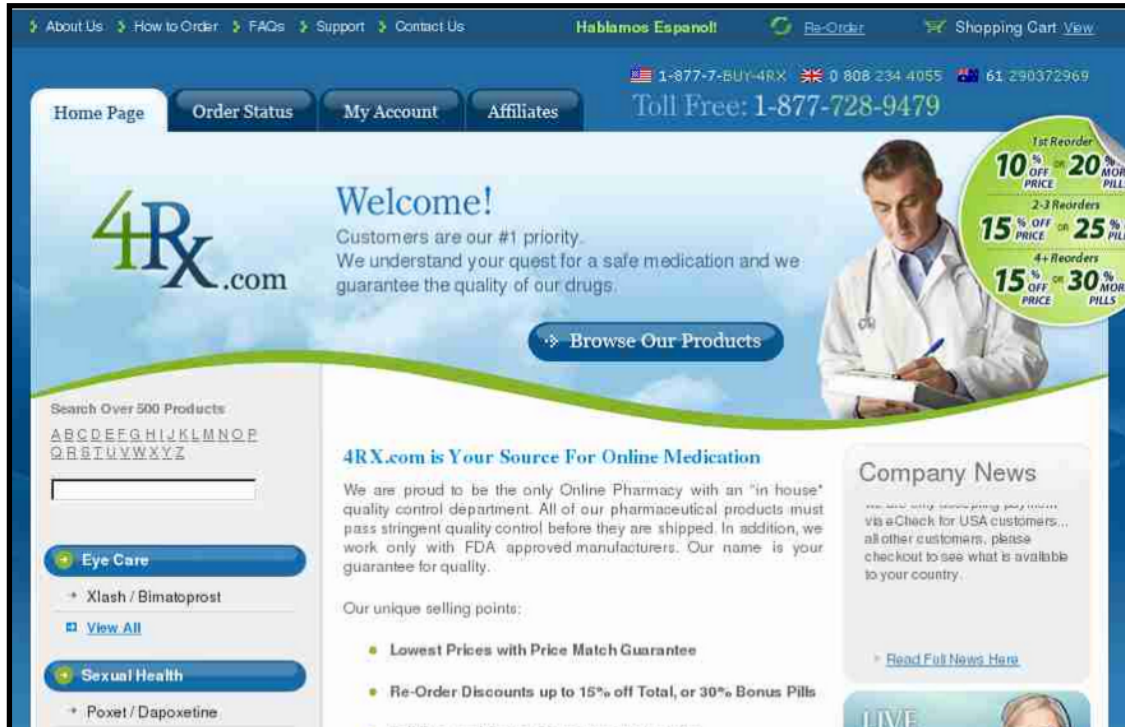 About Us How to Order FAQs Support Contact Us Hablamos Espanol! Re-Order Shopping Cart View
1-877-7-BUY-4RX 0 808 234 4055 61 290372969
Home Page Order Status My Account Affiliates Toll Free: 1-877-728-9479
4Rx.com
Welcome!
Customers are our #1 priority.
We understand your quest for a safe medication and we
guarantee the quality of our drugs.
Browse Our Products
1st Reorder
10% OFF PRICE OR 20% MORE PILLS
2-3 Reorders
15% OFF PRICE OR 25%
4+ Reorders
15% OFF PRICE OR 30% MORE PILLS
Search Over 500 Products
A B C D E F G H I J K L M N O P
Q R S T U V W X Y Z
Eye Care
Xlash / Bimatoprost
View All
Sexual Health
Poxet / Dapoxetine
4RX.com is Your Source For Online Medication
We are proud to be the only Online Pharmacy with an "in house"
quality control department. All of our pharmaceutical products must
pass stringent quality control before they are shipped. In addition, we
work only with FDA approved manufacturers. Our name is your
guarantee for quality.
Our unique selling points:
Lowest Prices with Price Match Guarantee
Re-Order Discounts up to 15% off Total, or 30% Bonus Pills
Company News
we are only accepting payment
via eCheck for USA customers...
all other customers, please
checkout to see what is available
to your country.
Read Full News Here
LIVE